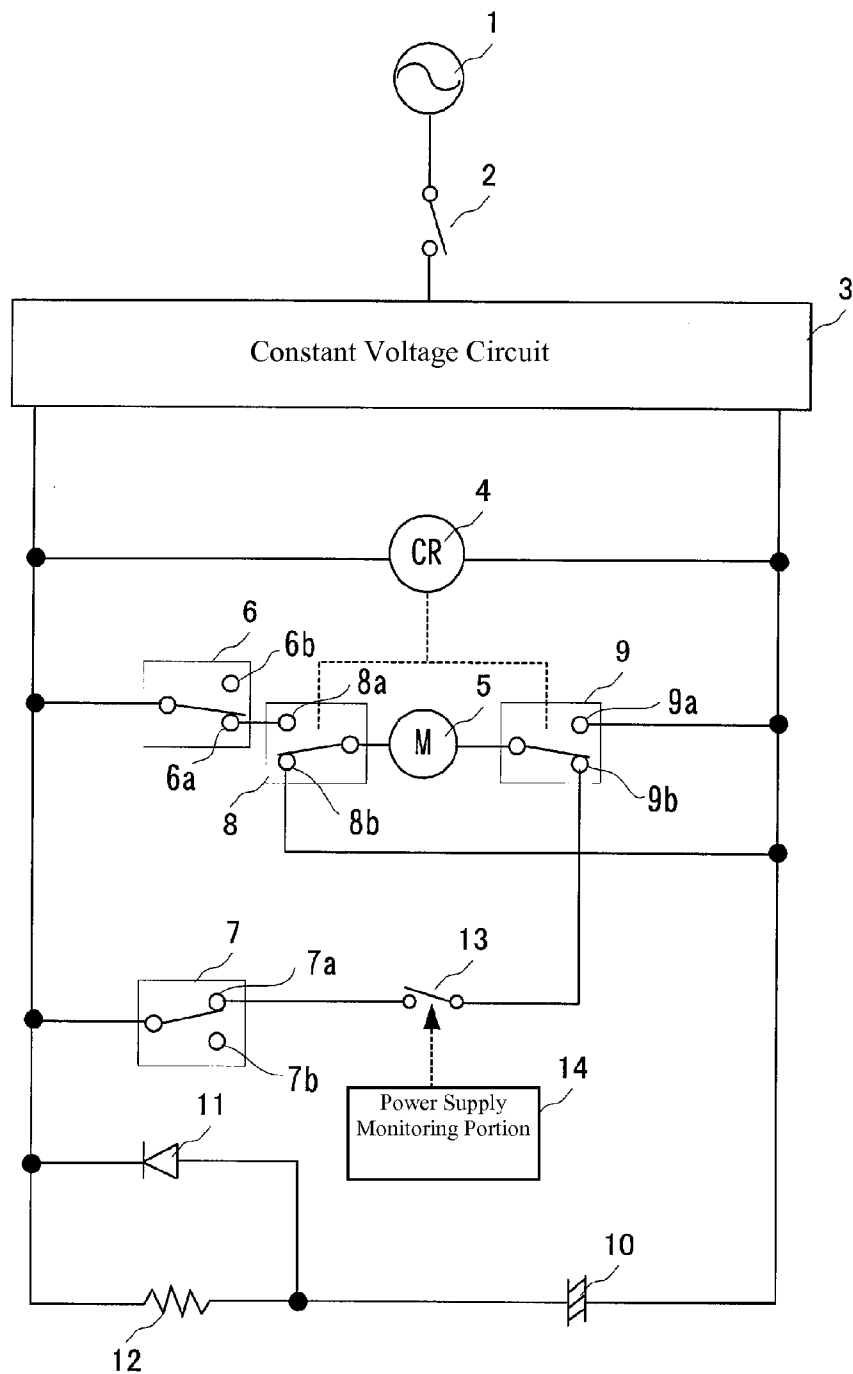 1
2
3
Constant Voltage Circuit
4
CR
6
6b
8a
5
9
9a
M
6a
8
8b
9b
7
7a
13
7b
14
Power Supply
Monitoring Portion
11
10
12